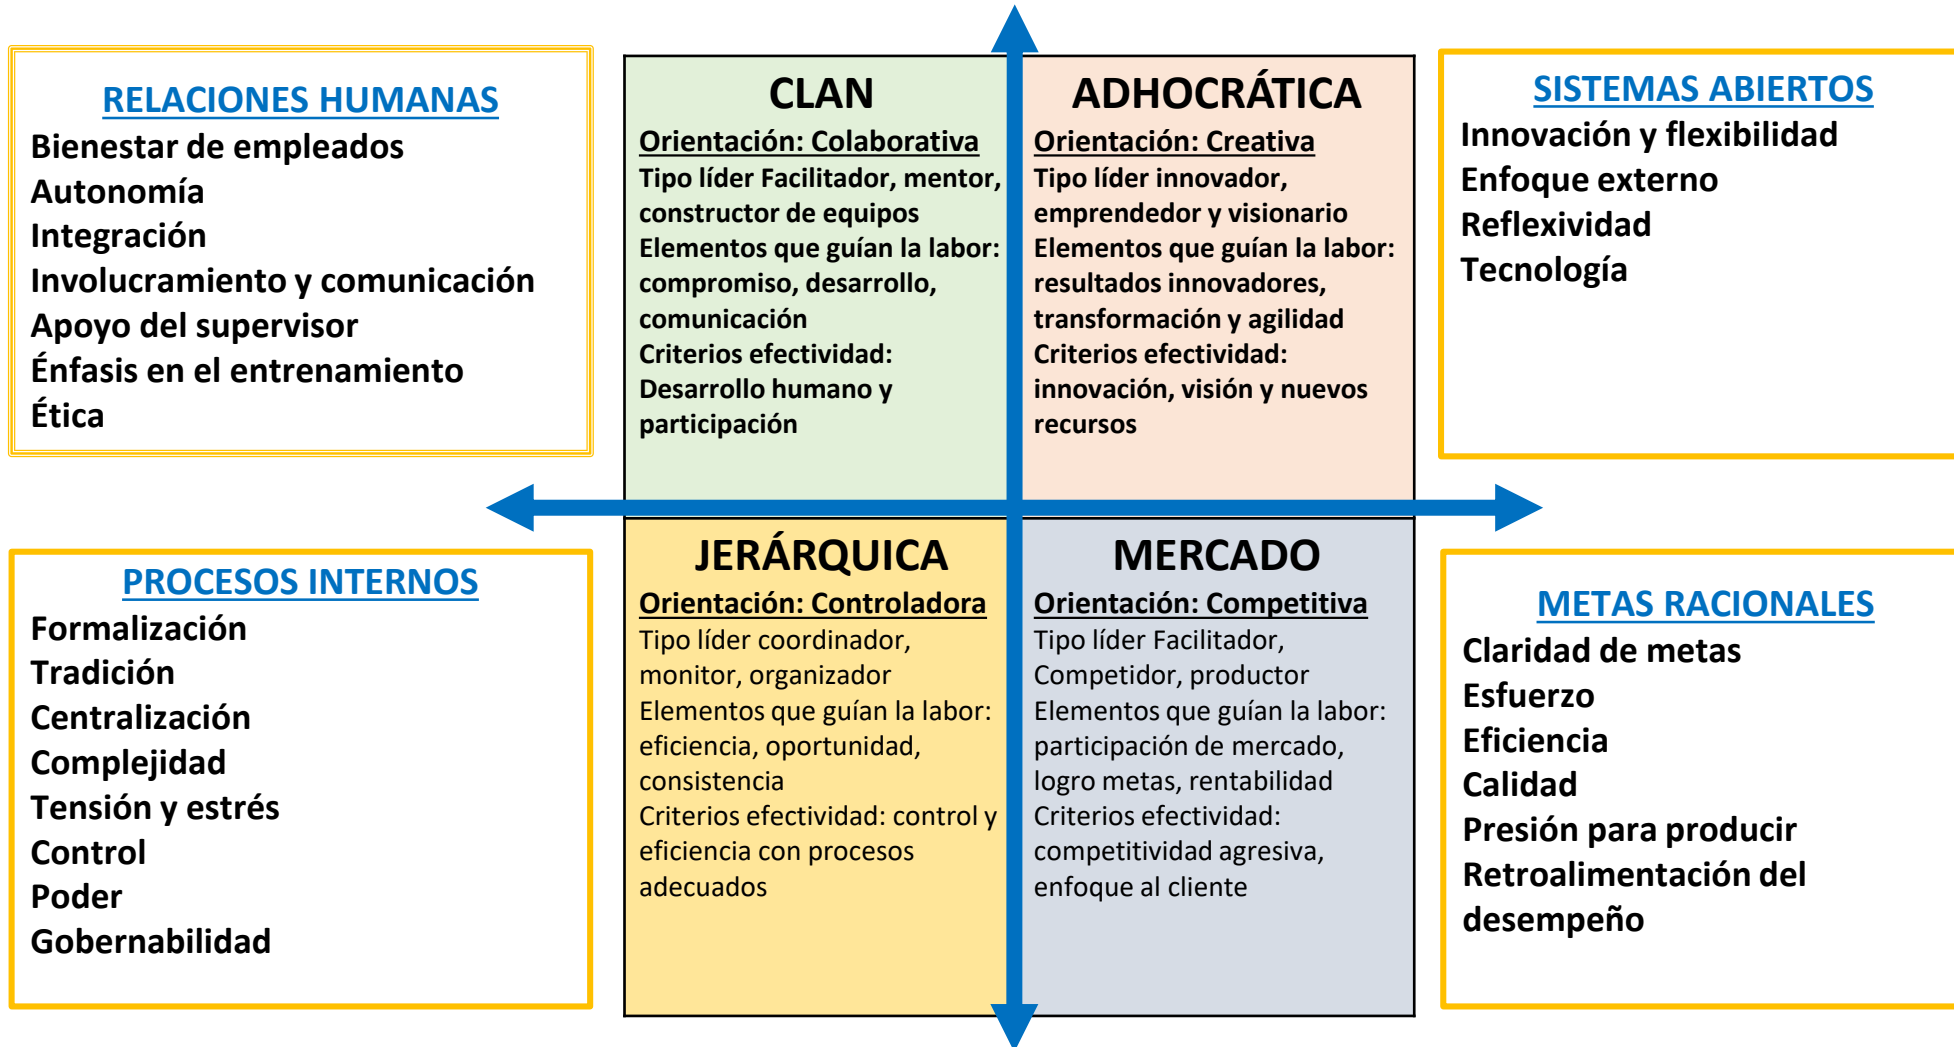 RELACIONES HUMANAS
Bienestar de empleados
Autonomía
Integración
Involucramiento y comunicación
Apoyo del supervisor
Énfasis en el entrenamiento
Ética
CLAN
Orientación: Colaborativa
Tipo líder Facilitador, mentor,
constructor de equipos
Elementos que guían la labor:
compromiso, desarrollo,
comunicación
Criterios efectividad:
Desarrollo humano y
participación
ADHOCRÁTICA
Orientación: Creativa
Tipo líder innovador,
emprendedor y visionario
Elementos que guían la labor:
resultados innovadores,
transformación y agilidad
Criterios efectividad:
innovación, visión y nuevos
recursos
SISTEMAS ABIERTOS
Innovación y flexibilidad
Enfoque externo
Reflexividad
Tecnología
PROCESOS INTERNOS
Formalización
Tradición
Centralización
Complejidad
Tensión y estrés
Control
Poder
Gobernabilidad
JERÁRQUICA
Orientación: Controladora
Tipo líder coordinador,
monitor, organizador
Elementos que guían la labor:
eficiencia, oportunidad,
consistencia
Criterios efectividad: control y
eficiencia con procesos
adecuados
MERCADO
Orientación: Competitiva
Tipo líder Facilitador,
Competidor, productor
Elementos que guían la labor:
participación de mercado,
logro metas, rentabilidad
Criterios efectividad:
competitividad agresiva,
enfoque al cliente
METAS RACIONALES
Claridad de metas
Esfuerzo
Eficiencia
Calidad
Presión para producir
Retroalimentación del
desempeño